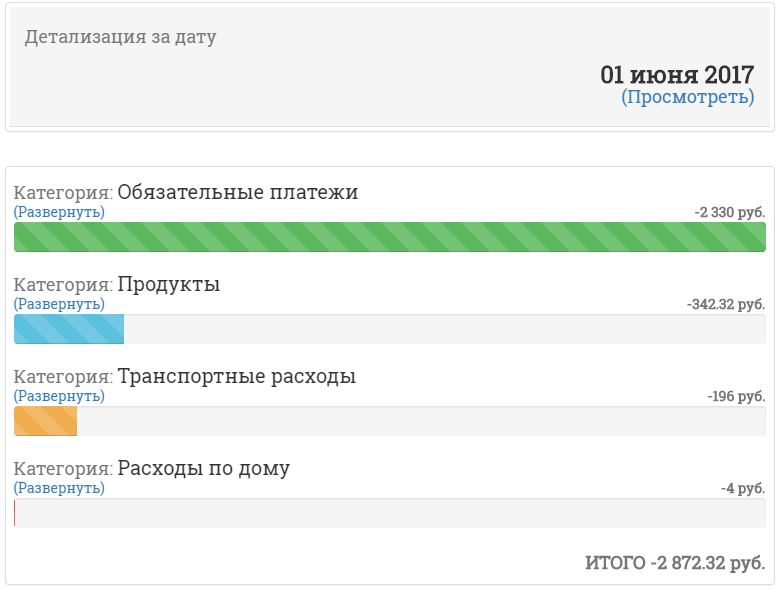 Детализация за дату
01 июня 2017
(Просмотреть)
Категория: Обязательные платежи
(Развернуть) -2 330 руб.
Категория: Продукты
(Развернуть) -342.32 руб.
Категория: Транспортные расходы
(Развернуть) -196 руб.
Категория: Расходы по дому
(Развернуть) -4 руб.
ИТОГО -2 872.32 руб.